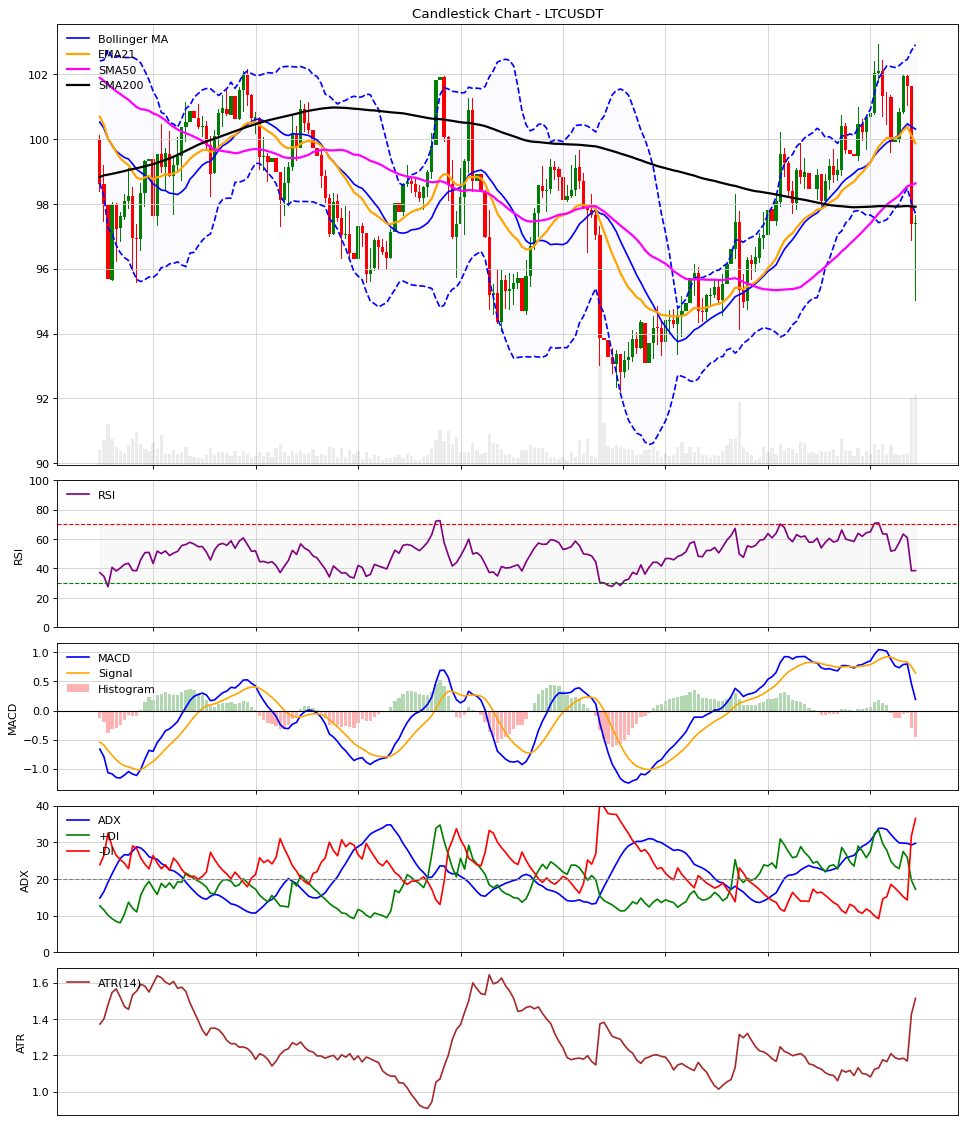 Candlestick Chart - LTCUSDT
Bollinger MA
EMA21
SMA50
SMA200
102
100
98
96
94
92
90
RSI
100
80
60
40
20
0
RSI
MACD
Signal
Histogram
1.0
0.5
0.0
−0.5
−1.0
MACD
ADX
+DI
-DI
40
30
20
10
0
ADX
ATR(14)
1.6
1.4
1.2
1.0
ATR